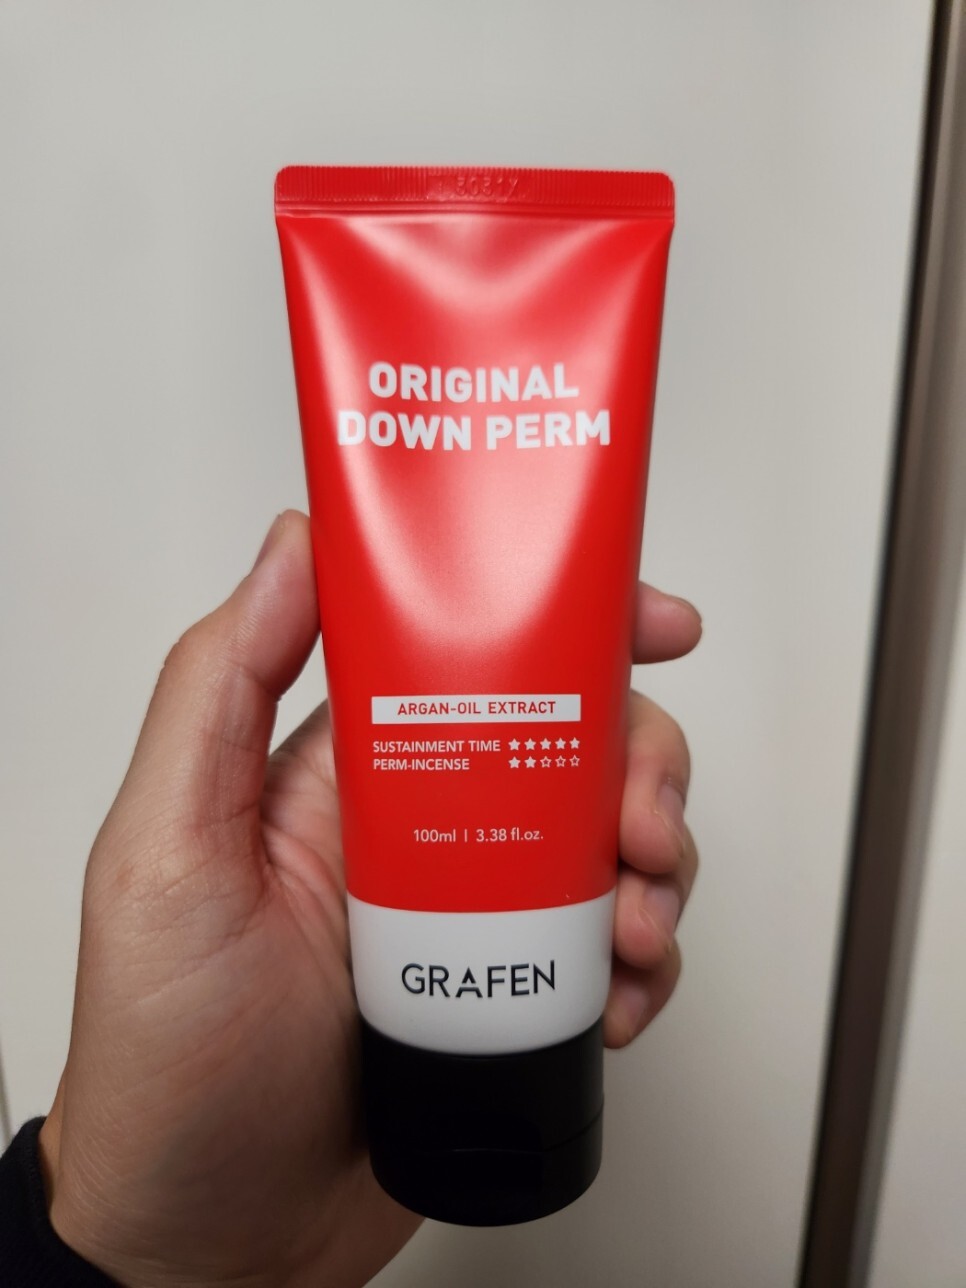 ORIGINAL
DOWN PERM
ARGAN-OIL EXTRACT
SUSTAINMENT TIME ★★★★★
PERM-INCENSE ★★☆☆☆
100ml | 3.38 fl.oz.
GRAFEN